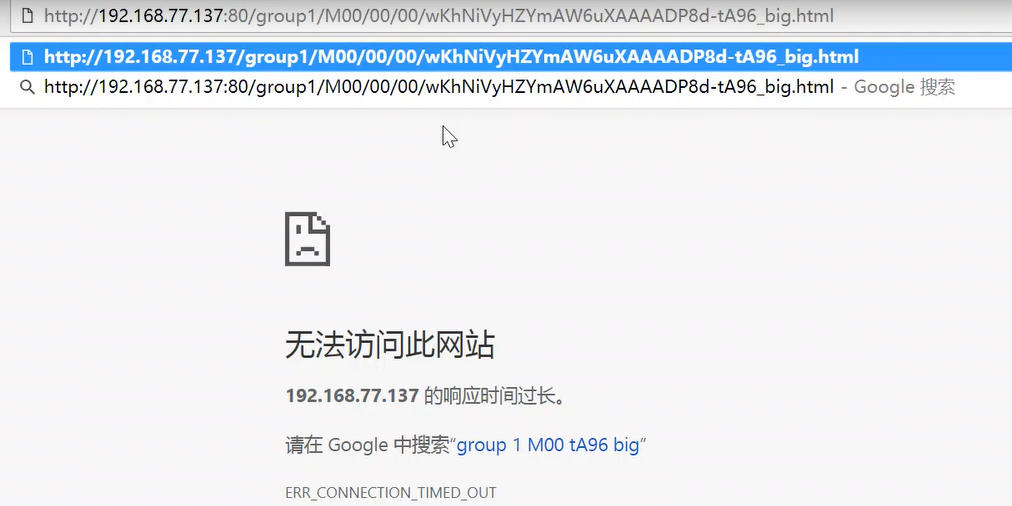 http://192.168.77.137:80/group1/M00/00/00/wKhNiVyHZYmAW6uXAAAADP8d-tA96_big.html
http://192.168.77.137/group1/M00/00/00/wKhNiVyHZYmAW6uXAAAADP8d-tA96_big.html
http://192.168.77.137:80/group1/M00/00/00/wKhNiVyHZYmAW6uXAAAADP8d-tA96_big.html - Google 搜索
无法访问此网站
192.168.77.137 的响应时间过长。
请在 Google 中搜索“group 1 M00 tA96 big”
ERR_CONNECTION_TIMED_OUT